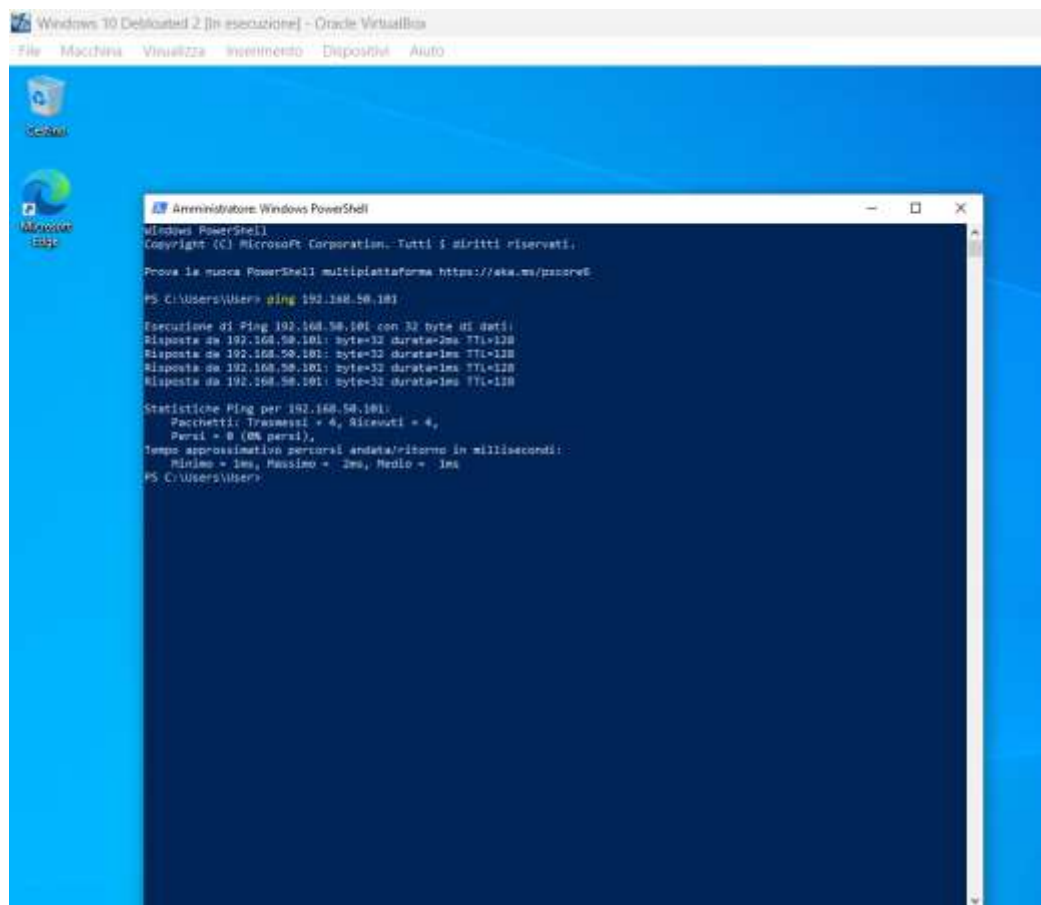 Windows 10 Debloated 2 [In esecuzione] - Oracle VirtualBox
File Macchina Visualizza Inserimento Dispositivi Aiuto
Cestino
Microsoft
Edge
Amministratore: Windows PowerShell
Windows PowerShell
Copyright (C) Microsoft Corporation. Tutti i diritti riservati.
Prova la nuova PowerShell multipiattaforma https://aka.ms/pscore6
PS C:\Users\User> ping 192.168.50.101
Esecuzione di Ping 192.168.50.101 con 32 byte di dati:
Risposta da 192.168.50.101: byte=32 durata=2ms TTL=128
Risposta da 192.168.50.101: byte=32 durata=1ms TTL=128
Risposta da 192.168.50.101: byte=32 durata=1ms TTL=128
Risposta da 192.168.50.101: byte=32 durata=1ms TTL=128
Statistiche Ping per 192.168.50.101:
Pacchetti: Trasmessi = 4, Ricevuti = 4,
Persi = 0 (0% persi),
Tempo approssimativo percorsi andata/ritorno in millisecondi:
Minimo = 1ms, Massimo = 2ms, Medio = 1ms
PS C:\Users\User>